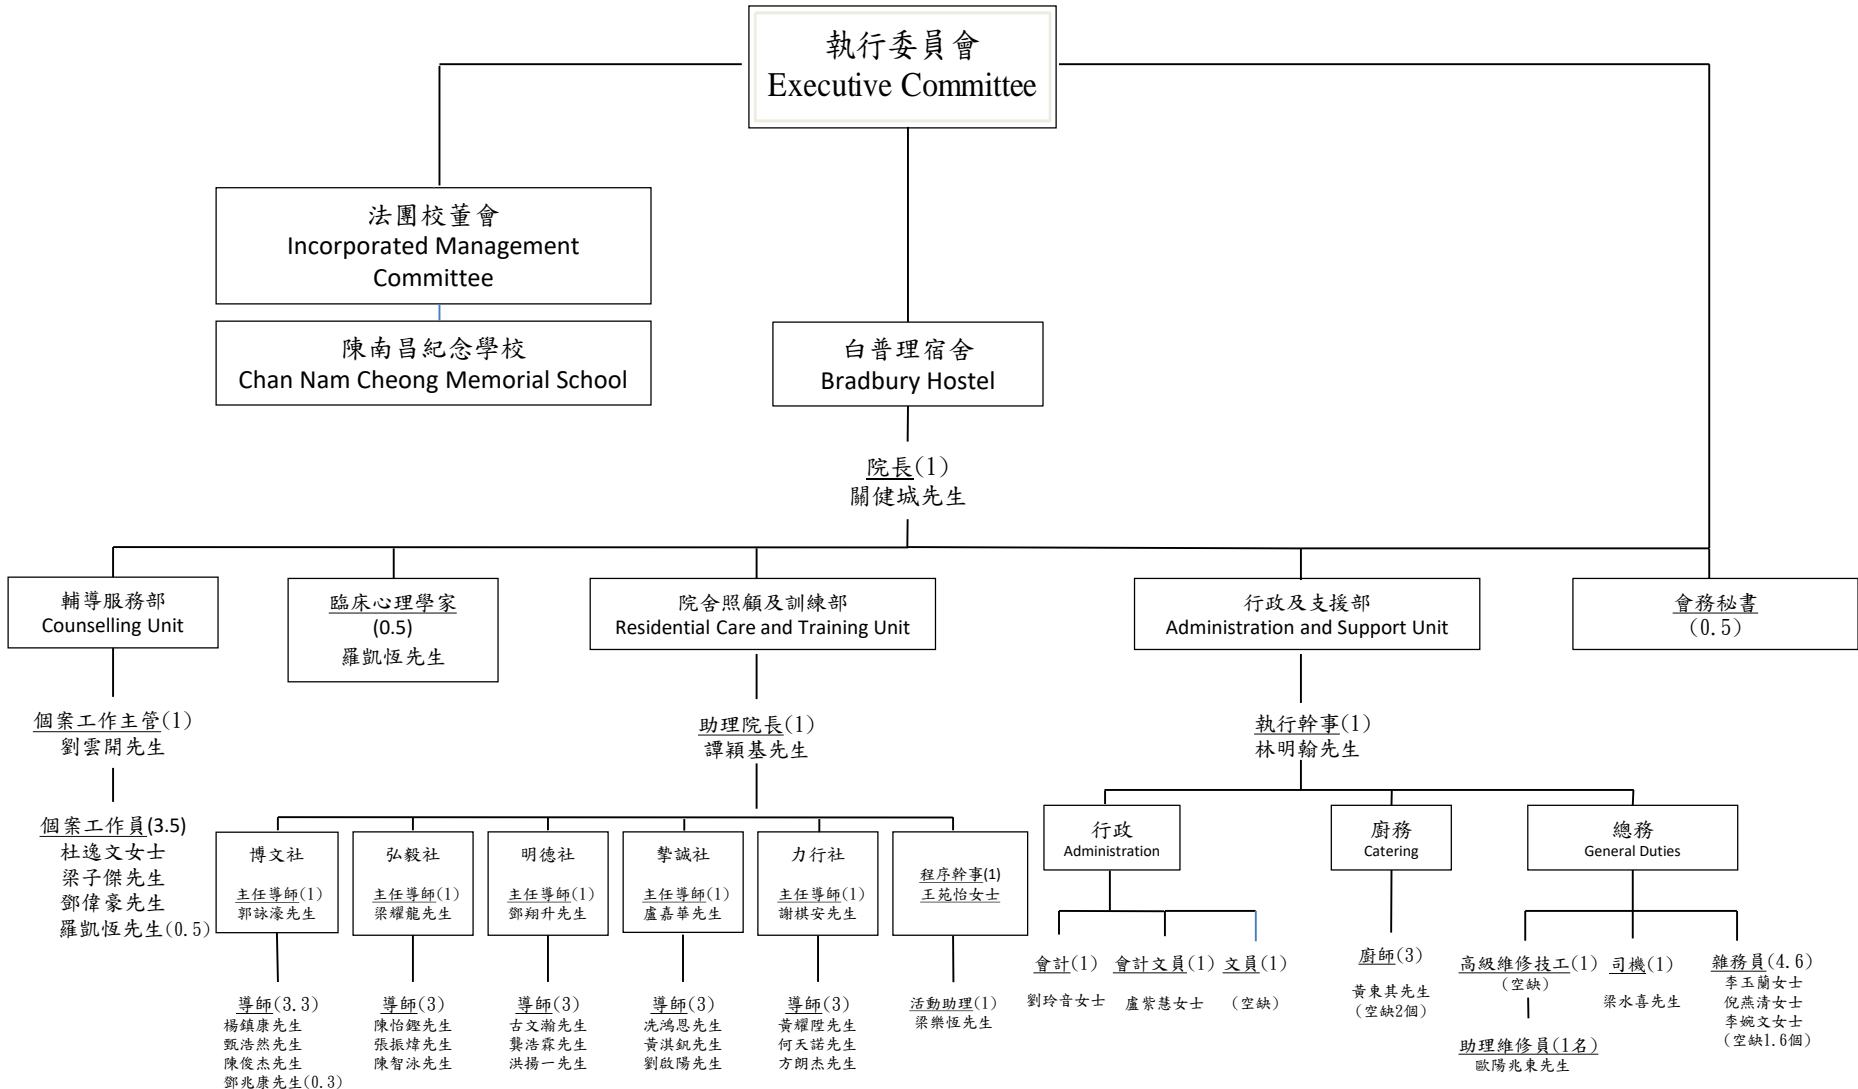 執行委員會
Executive Committee
法團校董會
Incorporated Management
Committee
陳南昌紀念學校
Chan Nam Cheong Memorial School
白普理宿舍
Bradbury Hostel
院長(1)
關健城先生
輔導服務部
Counselling Unit
臨床心理學家
(0.5)
羅凱恆先生
院舍照顧及訓練部
Residential Care and Training Unit
行政及支援部
Administration and Support Unit
會務秘書
(0.5)
個案工作主管(1)
劉雲開先生
個案工作員(3.5)
杜逸文女士
梁子傑先生
鄧偉豪先生
羅凱恆先生(0.5)
助理院長(1)
譚穎基先生
博文社
主任導師(1)
郭詠濠先生
導師(3.3)
楊鎮康先生
甄浩然先生
陳俊杰先生
鄧兆康先生(0.3)
弘毅社
主任導師(1)
梁耀龍先生
導師(3)
陳怡鏗先生
張振煒先生
陳智泳先生
明德社
主任導師(1)
鄧翔升先生
導師(3)
古文瀚先生
龔浩霖先生
洪揚一先生
摯誠社
主任導師(1)
盧嘉華先生
導師(3)
冼鴻恩先生
黃淇釩先生
劉啟陽先生
力行社
主任導師(1)
謝棋安先生
導師(3)
黃耀陞先生
何天諾先生
方朗杰先生
程序幹事(1)
王苑怡女士
活動助理(1)
梁樂恆先生
執行幹事(1)
林明翰先生
行政
Administration
會計(1)
劉玲音女士
會計文員(1)
盧紫慧女士
文員(1)
(空缺)
廚務
Catering
廚師(3)
黃東其先生
(空缺2個)
總務
General Duties
高級維修技工(1)
(空缺)
助理維修員(1名)
歐陽兆東先生
司機(1)
梁水喜先生
雜務員(4.6)
李玉蘭女士
倪燕清女士
李婉文女士
(空缺1.6個)